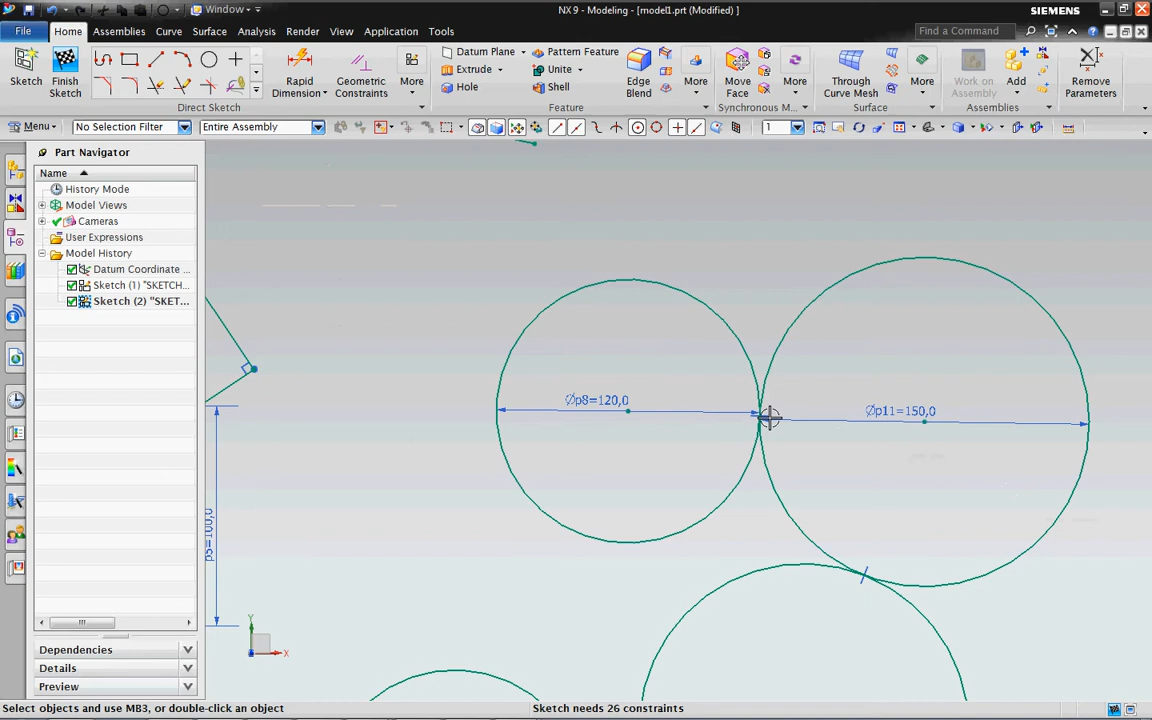 Window
NX 9 - Modeling - [model1.prt (Modified) ]
SIEMENS
File
Home
Assemblies
Curve
Surface
Analysis
Render
View
Application
Tools
Find a Command
Sketch
Finish Sketch
Direct Sketch
Rapid Dimension
Geometric Constraints
More
Datum Plane
Extrude
Hole
Pattern Feature
Unite
Shell
Edge Blend
More
Feature
Move Face
More
Synchronous M...
Through Curve Mesh
More
Surface
Work on Assembly
Add
Assemblies
Remove Parameters
Menu
No Selection Filter
Entire Assembly
1
Part Navigator
Name
History Mode
Model Views
Cameras
User Expressions
Model History
Datum Coordinate ...
Sketch (1) "SKETCH...
Sketch (2) "SKET...
Dependencies
Details
Preview
Øp8=120,0
Øp11=150,0
p5=100,0
Y
X
Select objects and use MB3, or double-click an object
Sketch needs 26 constraints